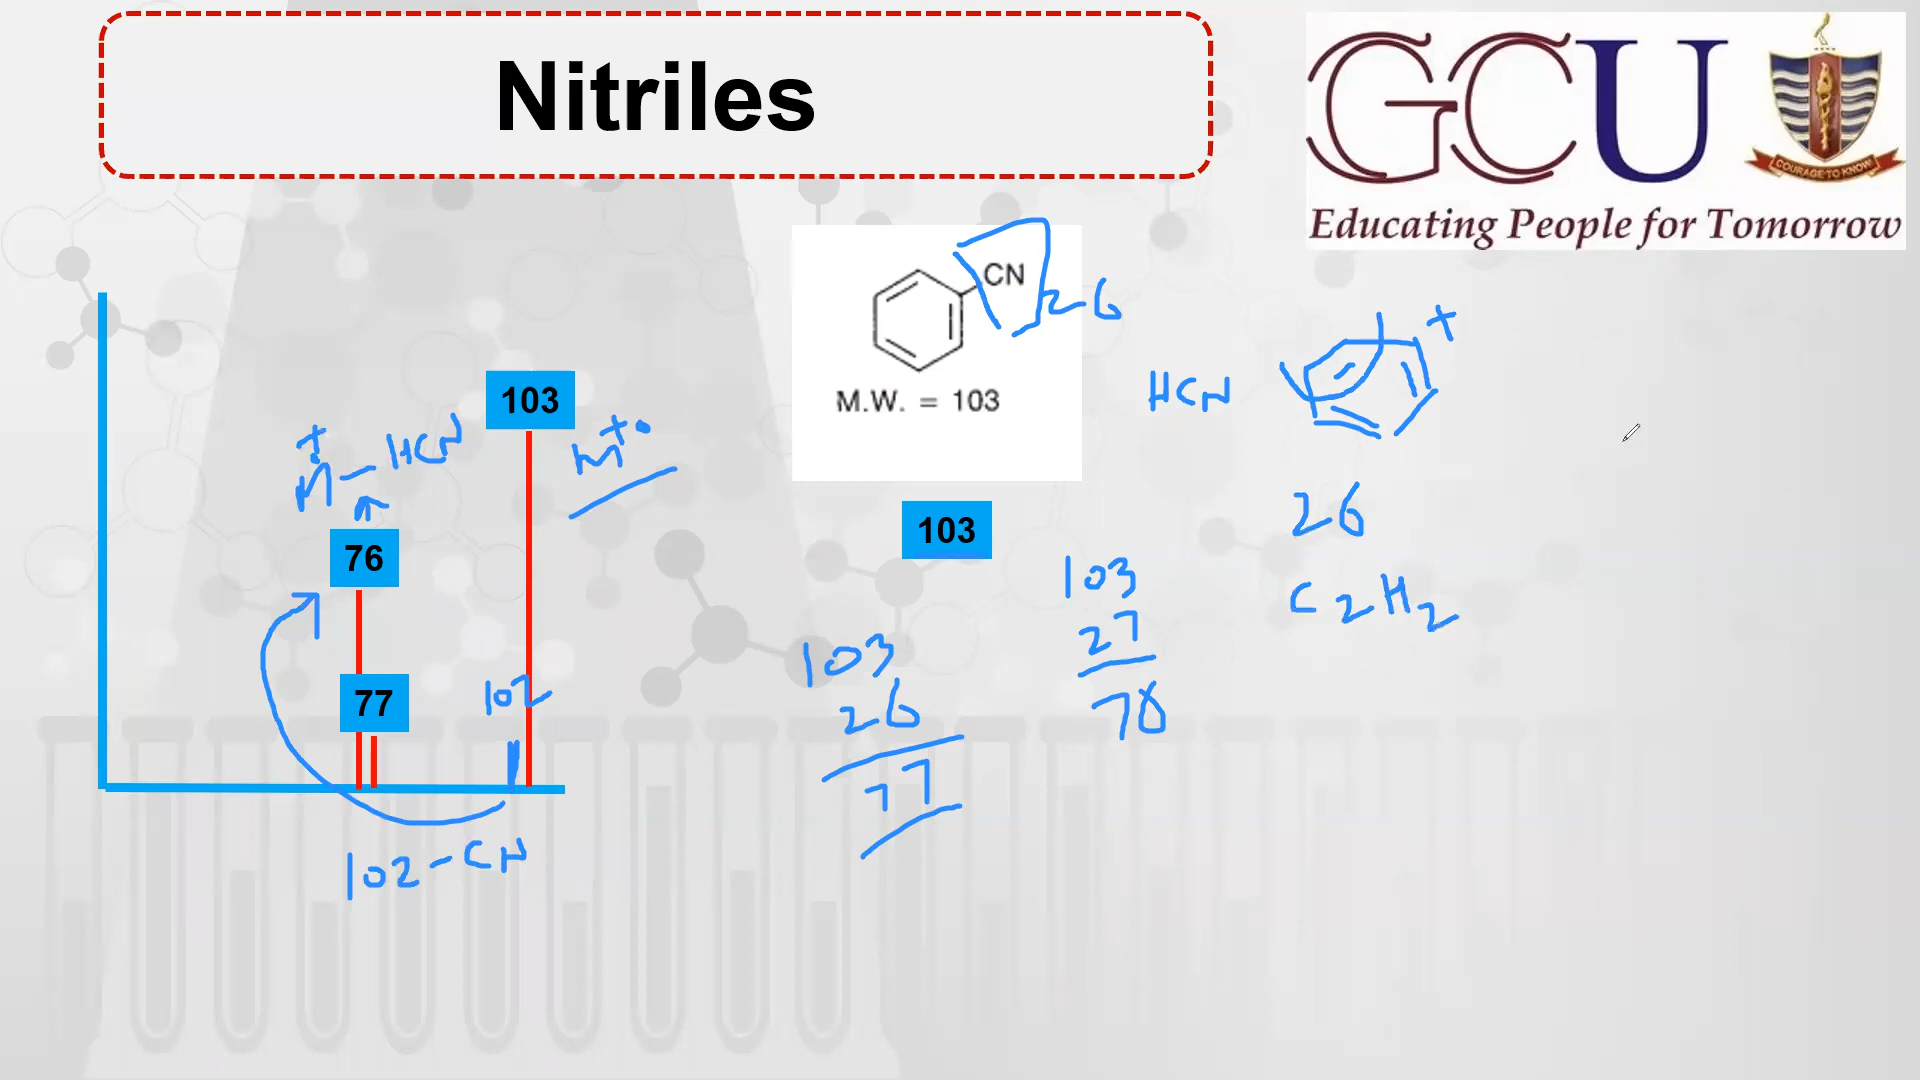 Nitriles
GCU
COURAGE TO KNOW
Educating People for Tomorrow
CN
26
M.W. = 103
HCN
+
103
M+•
M+• - HCN
76
77
102
102 - CN
103
103
26
77
103
27
78
26
C2H2